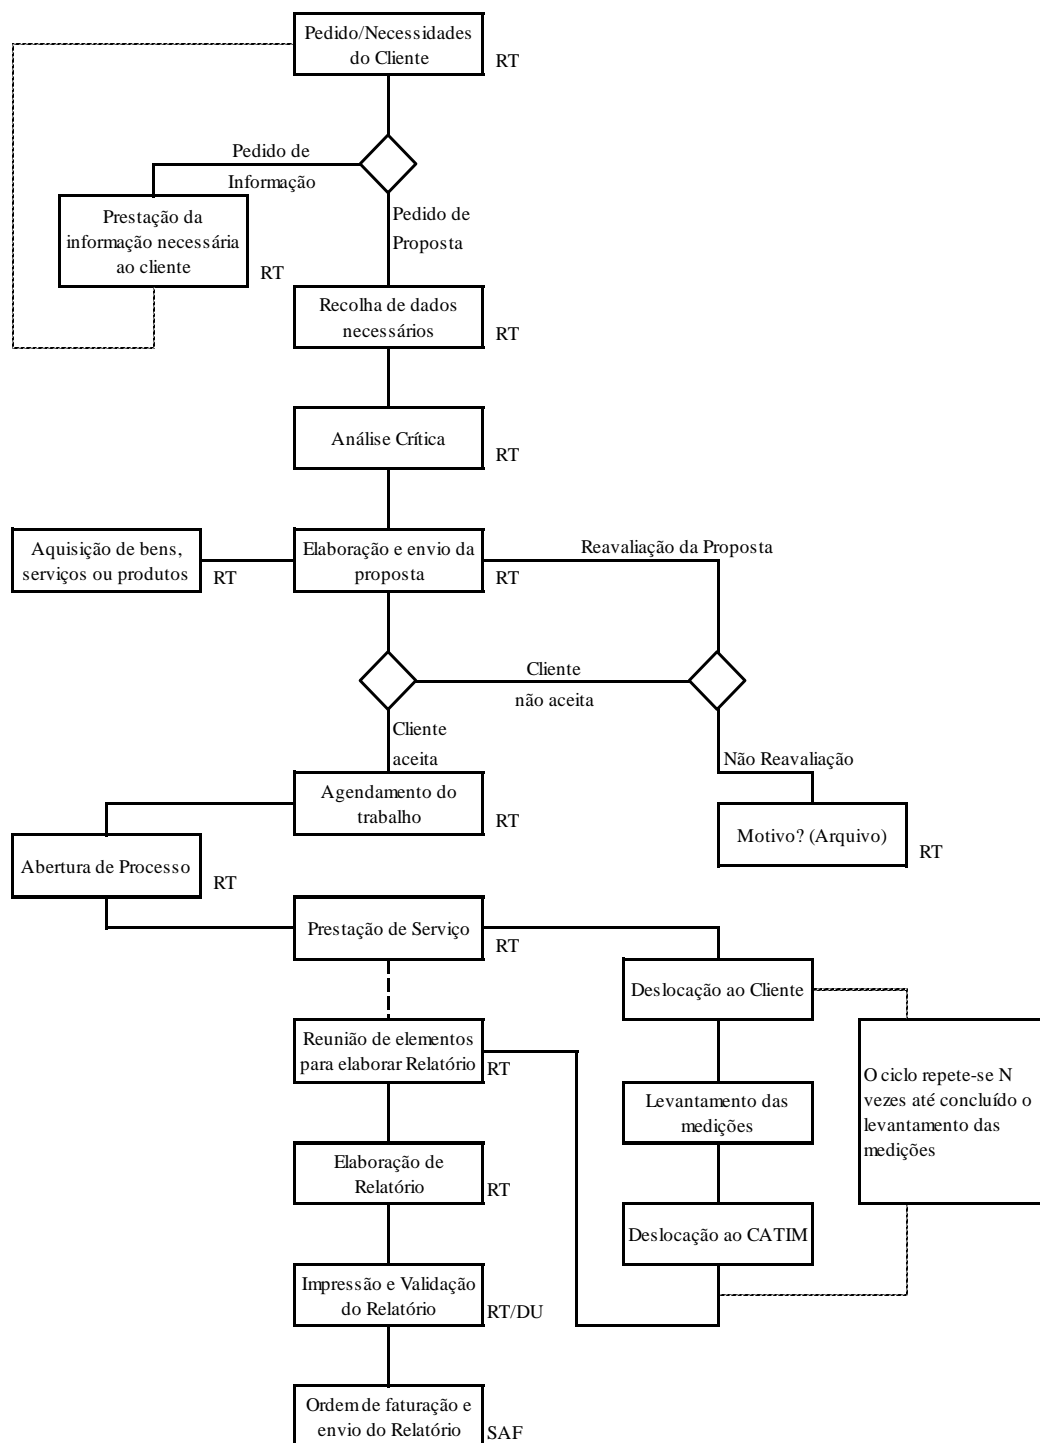 Pedido/Necessidades
do Cliente
RT
Pedido de
Informação
Prestação da
informação necessária
ao cliente
RT
Pedido de
Proposta
Recolha de dados
necessários
RT
Análise Crítica
RT
Aquisição de bens,
serviços ou produtos
RT
Elaboração e envio da
proposta
RT
Reavaliação da Proposta
Cliente
não aceita
Cliente
aceita
Não Reavaliação
Agendamento do
trabalho
RT
Motivo? (Arquivo)
RT
Abertura de Processo
RT
Prestação de Serviço
RT
Deslocação ao Cliente
Reunião de elementos
para elaborar Relatório
RT
O ciclo repete-se N
vezes até concluído o
levantamento das
medições
Levantamento das
medições
Elaboração de
Relatório
RT
Deslocação ao CATIM
Impressão e Validação
do Relatório
RT/DU
Ordem de faturação e
envio do Relatório
SAF